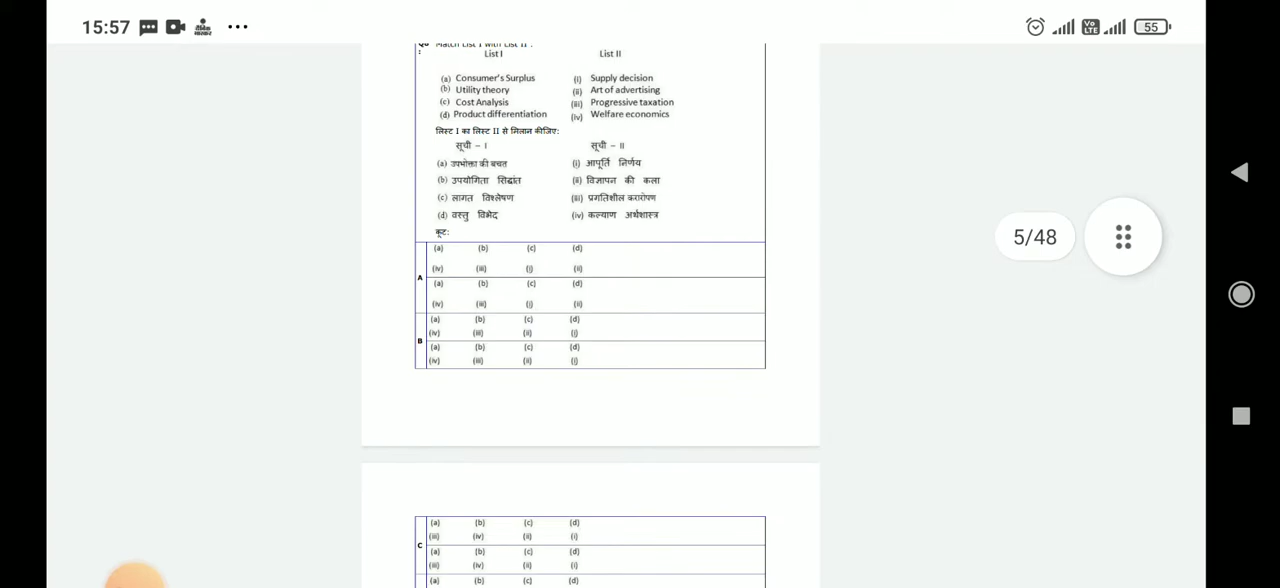 15:57
55
Match List I with List II :
List I List II
(a) Consumer's Surplus (i) Supply decision
(b) Utility theory (ii) Art of advertising
(c) Cost Analysis (iii) Progressive taxation
(d) Product differentiation (iv) Welfare economics
लिस्ट I का लिस्ट II से मिलान कीजिए:
सूची – I सूची – II
(a) उपभोक्ता की बचत (i) आपूर्ति निर्णय
(b) उपयोगिता सिद्धांत (ii) विज्ञापन की कला
(c) लागत विश्लेषण (iii) प्रगतिशील करारोपण
(d) वस्तु विभेद (iv) कल्याण अर्थशास्त्र
कूट:
5/48
A
(a) (b) (c) (d)
(iv) (iii) (i) (ii)
(a) (b) (c) (d)
(iv) (iii) (i) (ii)
B
(a) (b) (c) (d)
(iv) (iii) (ii) (i)
(a) (b) (c) (d)
(iv) (iii) (ii) (i)
C
(a) (b) (c) (d)
(iii) (iv) (ii) (i)
(a) (b) (c) (d)
(iii) (iv) (ii) (i)
(a) (b) (c) (d)